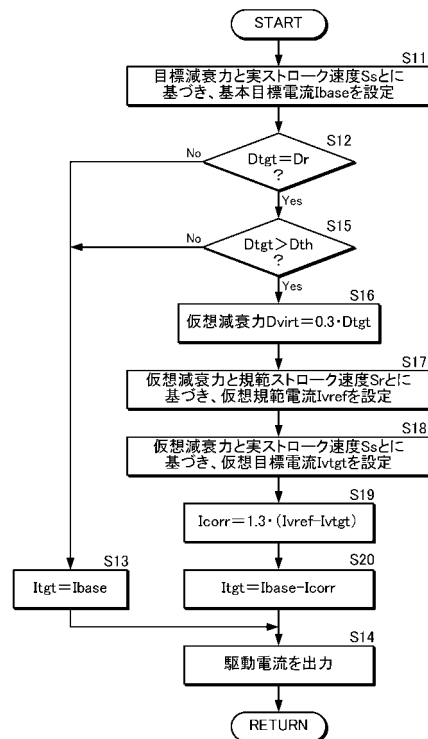 START
S11
目標減衰力と実ストローク速度Ssとに
基づき、基本目標電流Ibaseを設定
S12
Dtgt=Dr
?
No
Yes
S15
Dtgt>Dth
?
No
Yes
S16
仮想減衰力Dvirt=0.3・Dtgt
S17
仮想減衰力と規範ストローク速度Srとに
基づき、仮想規範電流Ivrefを設定
S18
仮想減衰力と実ストローク速度Ssとに
基づき、仮想目標電流Ivtgtを設定
S19
Icorr=1.3・(Ivref-Ivtgt)
S13
Itgt=Ibase
S20
Itgt=Ibase-Icorr
S14
駆動電流を出力
RETURN